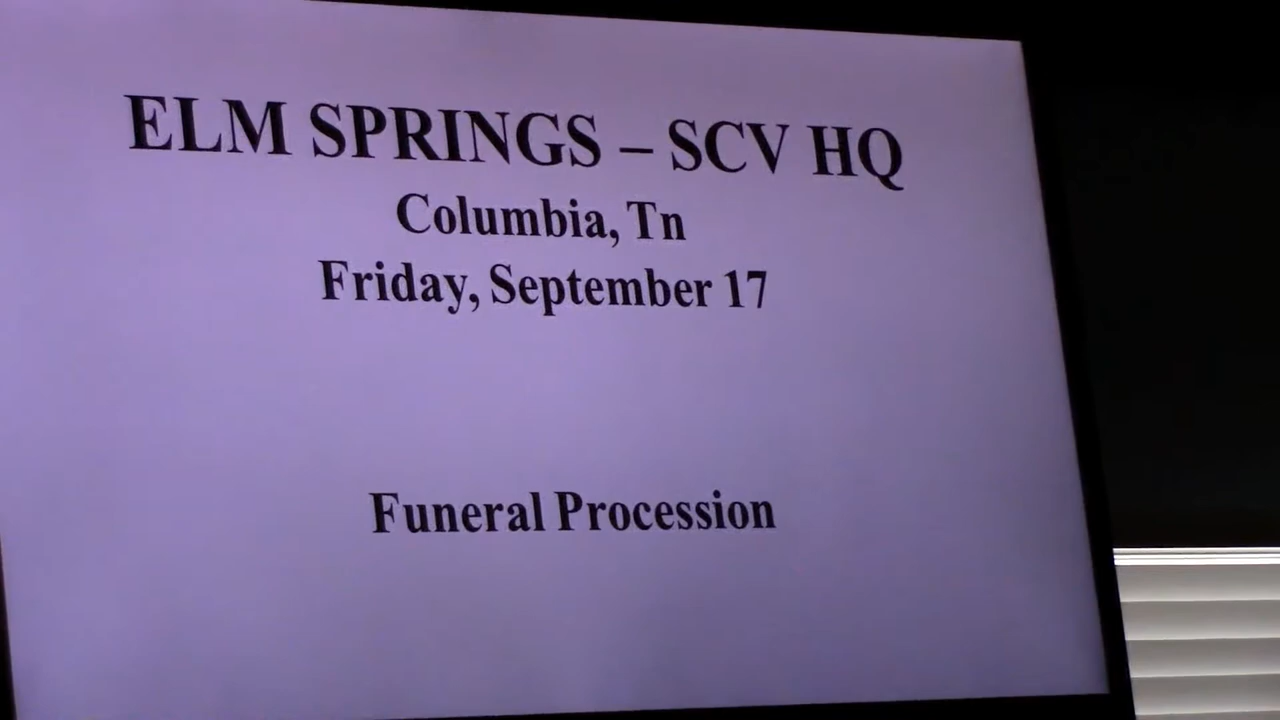 ELM SPRINGS – SCV HQ
Columbia, Tn
Friday, September 17
Funeral Procession